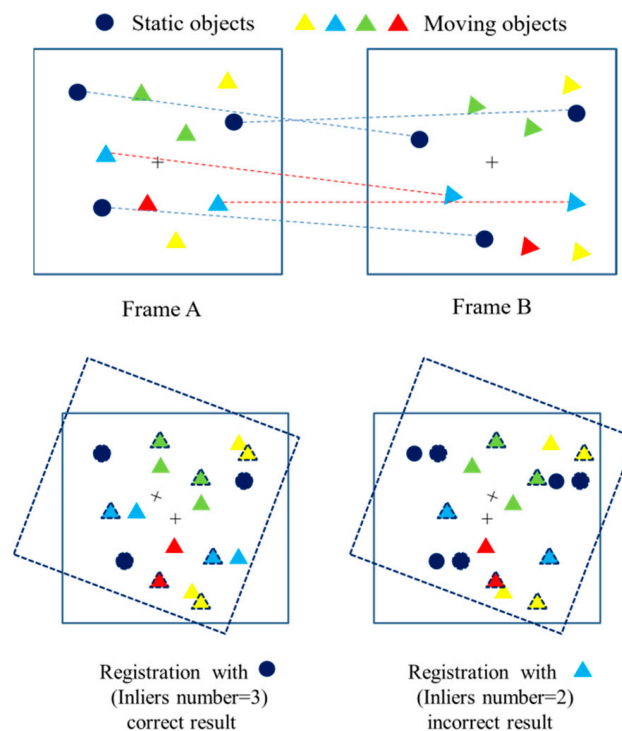 Static objects
Moving objects
Frame A
Frame B
Registration with
(Inliers number=3)
correct result
Registration with
(Inliers number=2)
incorrect result